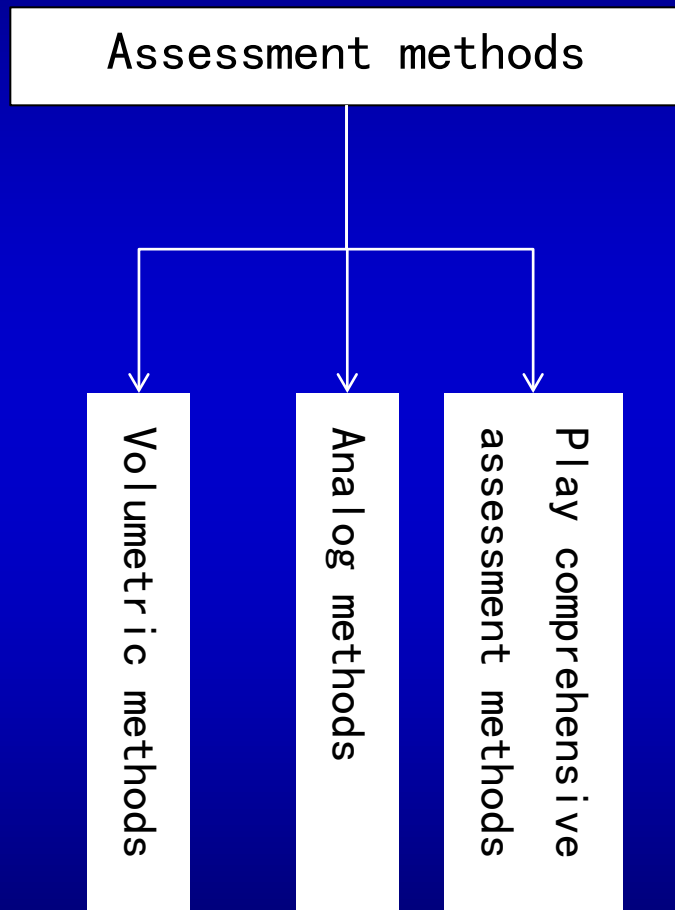 Assessment methods
Volumetric methods
Analog methods
Play comprehensive
assessment methods